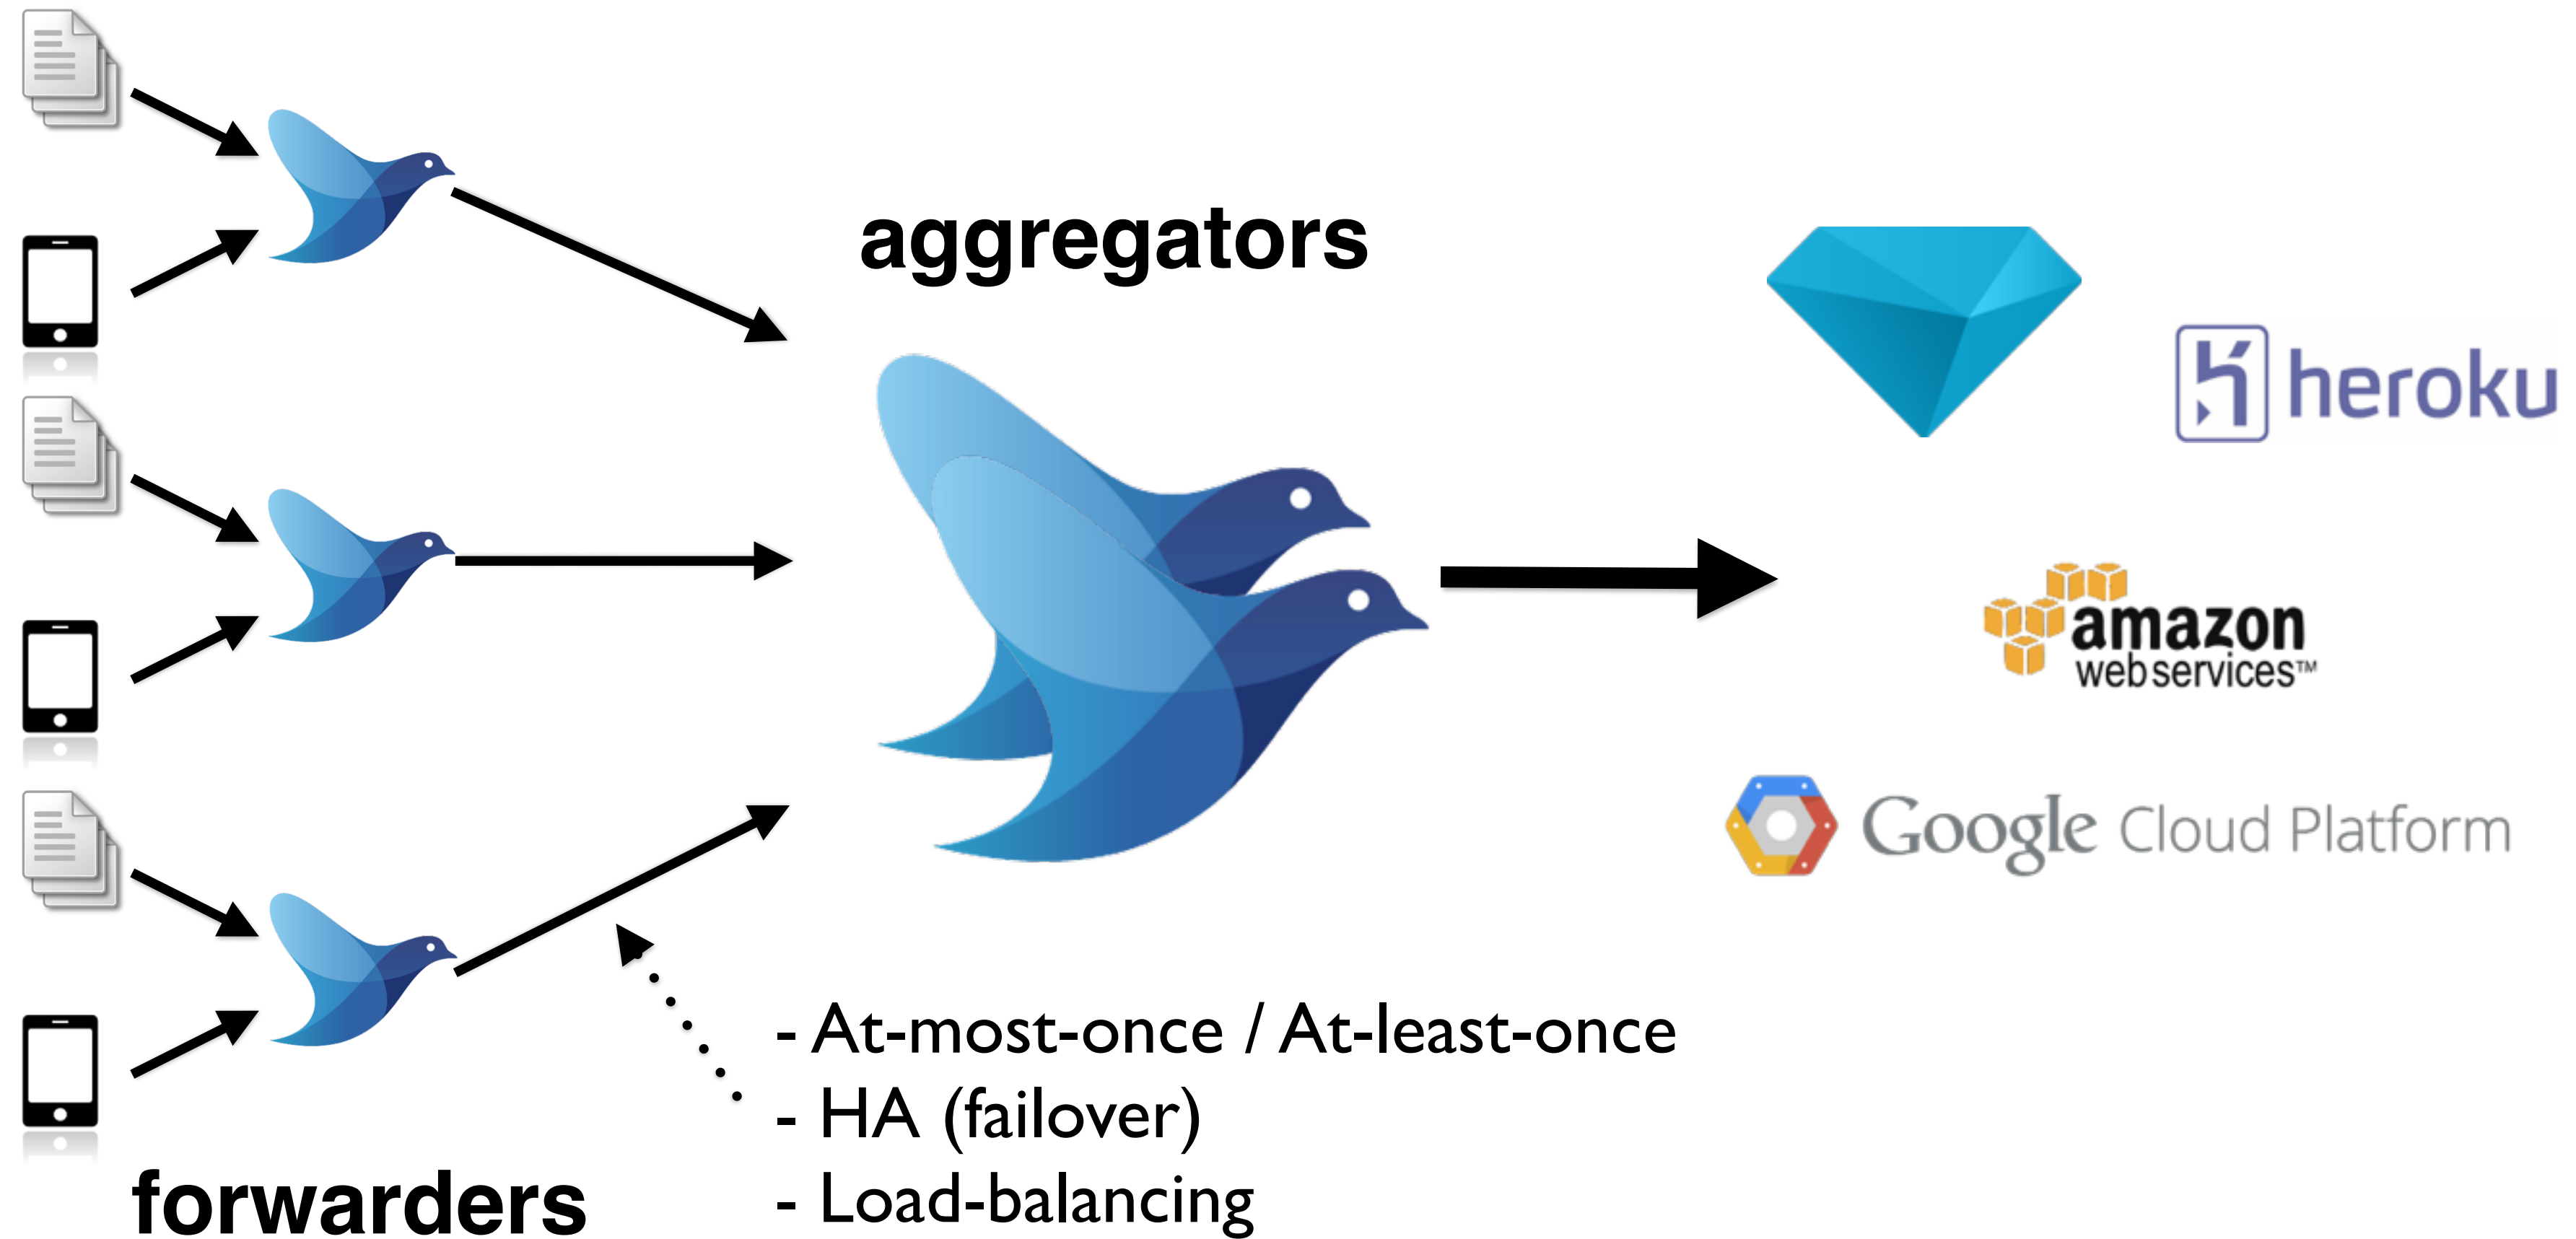 aggregators
heroku
amazon
webservices™
Google Cloud Platform
- At-most-once / At-least-once
- HA (failover)
- Load-balancing
forwarders